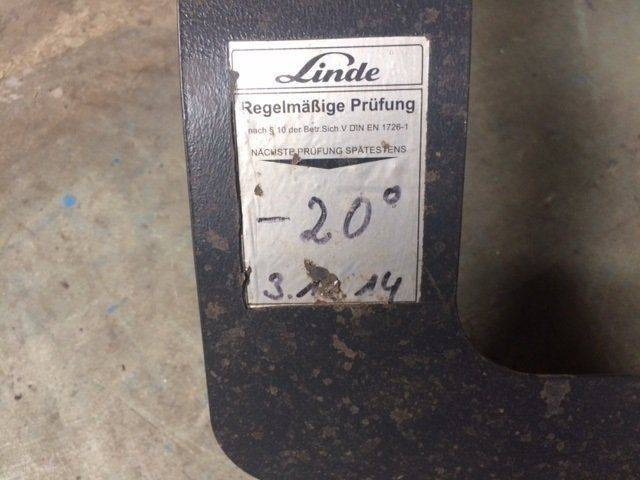 Linde
Regelmäßige Prüfung
nach § 10 der Betr.Sich.V DIN EN 1726-1
NÄCHSTE PRÜFUNG SPÄTESTENS
- 20°